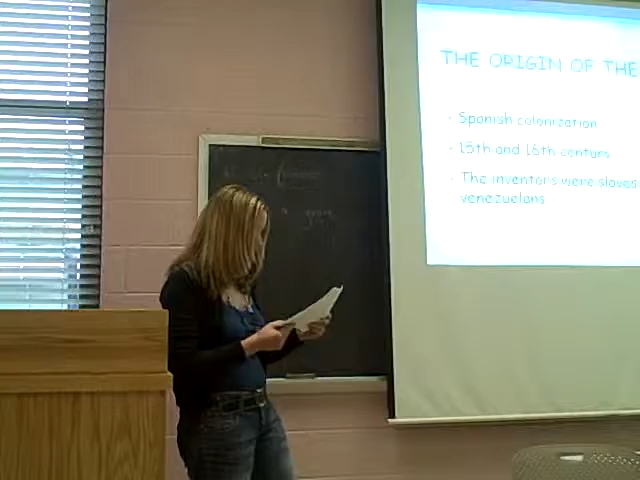 THE ORIGIN OF THE
• Spanish colonization
• 15th and 16th century
• The inventors were slaves
venezuelans